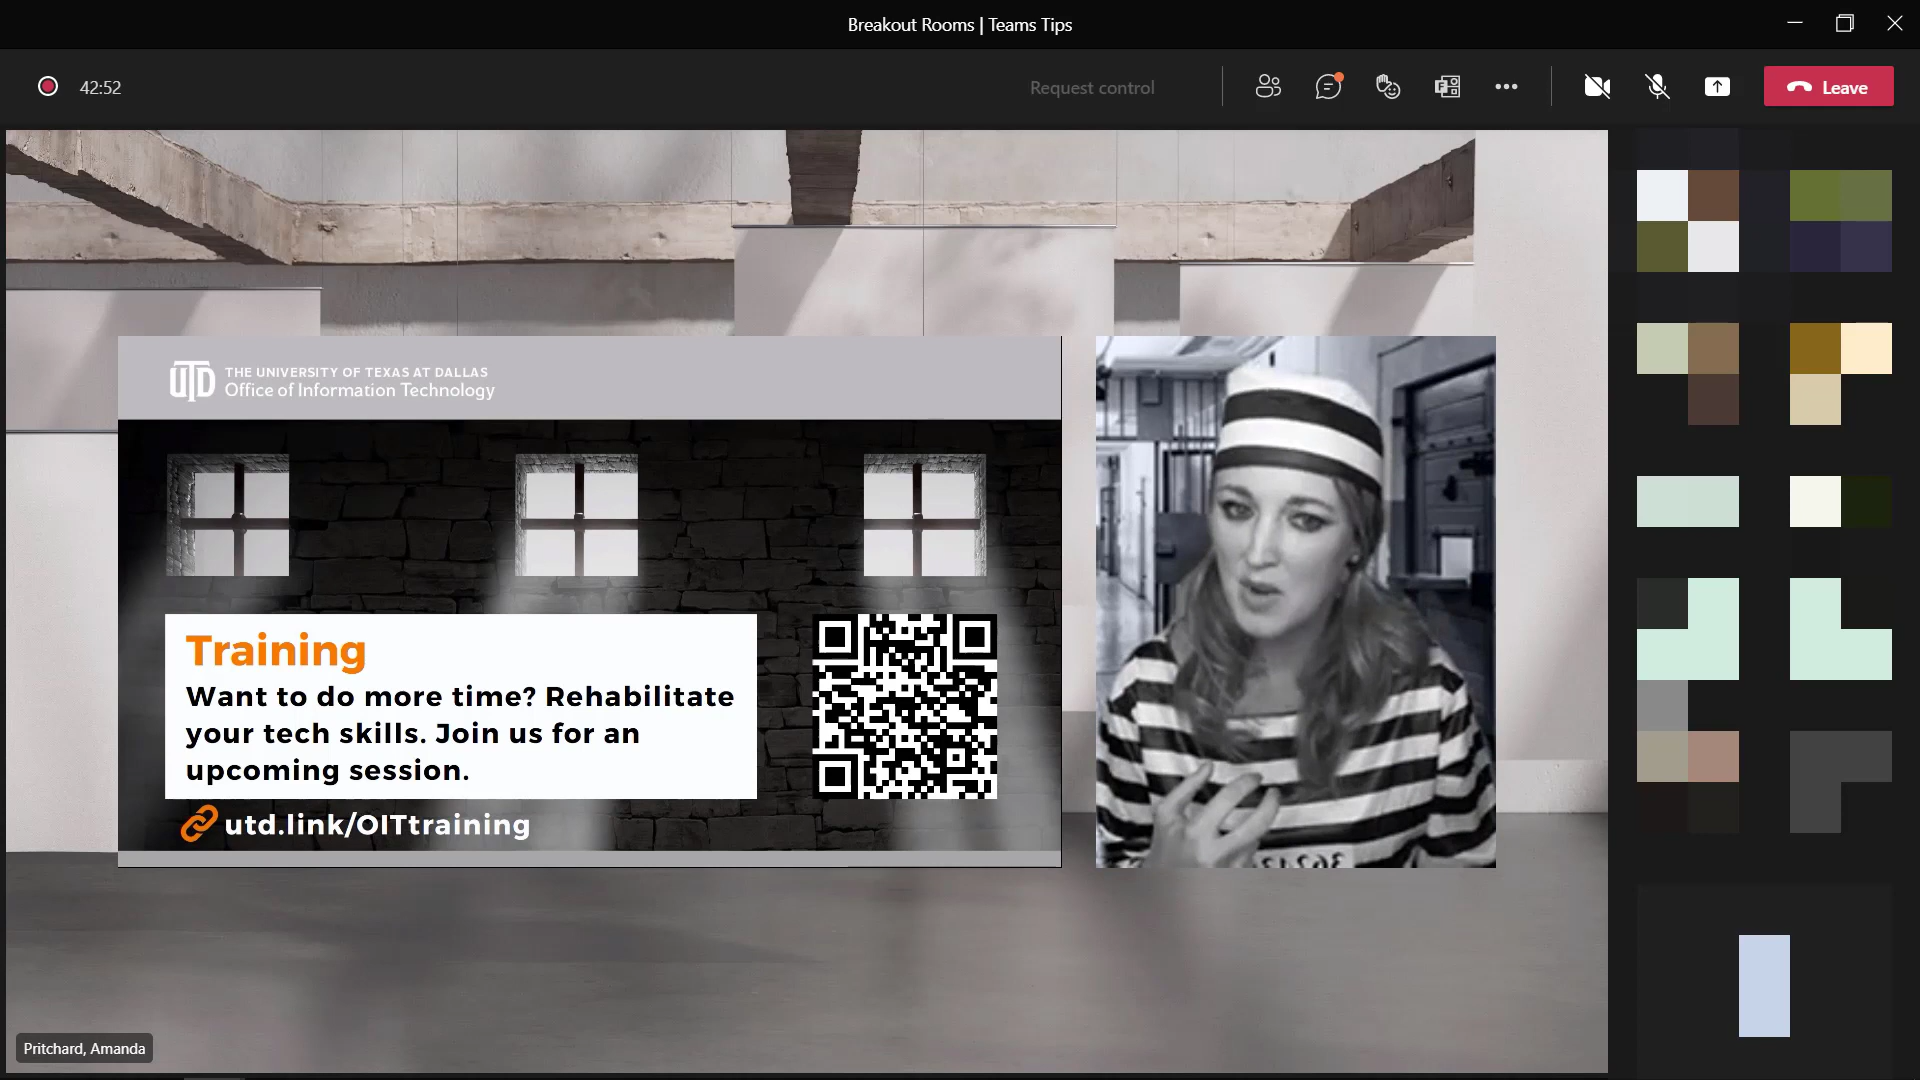 Breakout Rooms | Teams Tips
42:52
Request control
Leave
UTD
THE UNIVERSITY OF TEXAS AT DALLAS
Office of Information Technology
Training
Want to do more time? Rehabilitate
your tech skills. Join us for an
upcoming session.
utd.link/OITtraining
Pritchard, Amanda